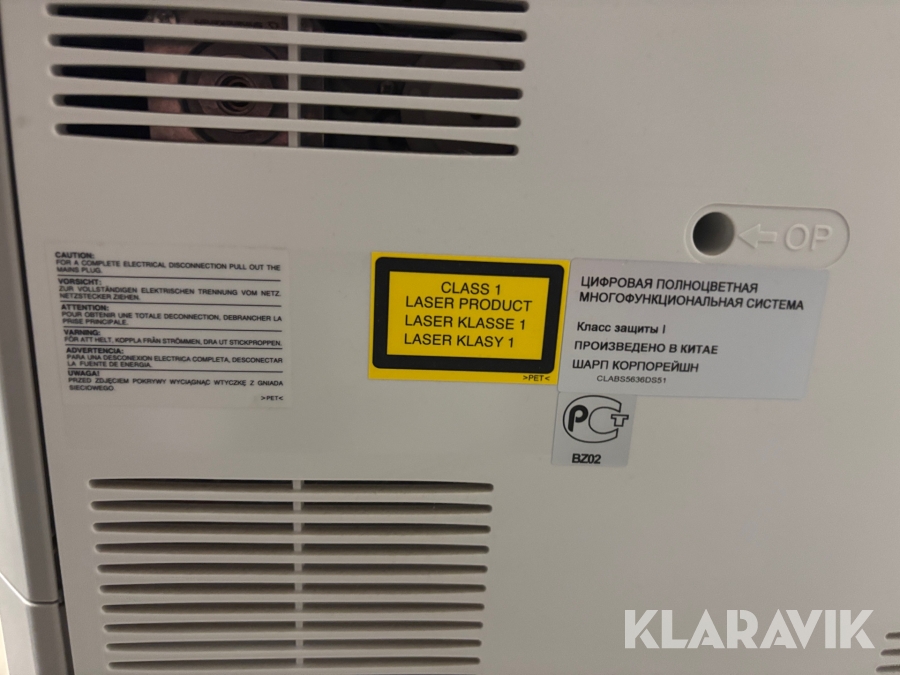 CAUTION:
FOR A COMPLETE ELECTRICAL DISCONNECTION PULL OUT THE
MAINS PLUG.
VORSICHT:
ZUR VOLLSTÄNDIGEN ELEKTRISCHEN TRENNUNG VOM NETZ.
NETZSTECKER ZIEHEN.
ATTENTION:
POUR OBTENIR UNE TOTALE DECONNECTION, DEBRANCHER LA
PRISE PRINCIPALE.
VARNING:
FÖR ATT HELT, KOPPLA FRÅN STRÖMMEN, DRA UT STICKPROPPEN.
ADVERTENCIA:
PARA UNA DESCONEXION ELECTRICA COMPLETA, DESCONECTAR
LA FUENTE DE ENERGIA.
UWAGA!
PRZED ZDJĘCIEM POKRYWY WYCIĄGNĄĆ WTYCZKĘ Z GNIADA
SIECIOWEGO.
>PET<
CLASS 1
LASER PRODUCT
LASER KLASSE 1
LASER KLASY 1
>PET<
OP
ЦИФРОВАЯ ПОЛНОЦВЕТНАЯ
МНОГОФУНКЦИОНАЛЬНАЯ СИСТЕМА
Класс защиты I
ПРОИЗВЕДЕНО В КИТАЕ
ШАРП КОРПОРЕЙШН
CLABS5636DS51
РСТ
BZ02
KLARAVIK